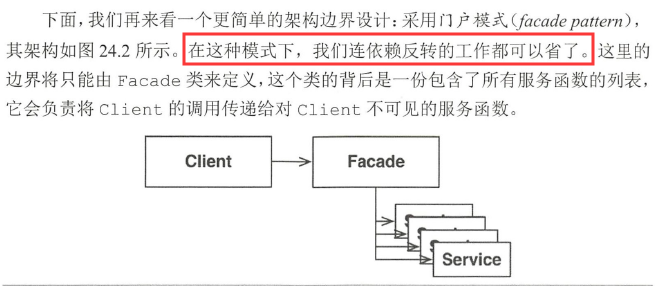 下面，我们再来看一个更简单的架构边界设计：采用门户模式（facade pattern），
其架构如图 24.2 所示。在这种模式下，我们连依赖反转的工作都可以省了。这里的
边界将只能由 Facade 类来定义，这个类的背后是一份包含了所有服务函数的列表，
它会负责将 Client 的调用传递给对 Client 不可见的服务函数。
Client
Facade
Service